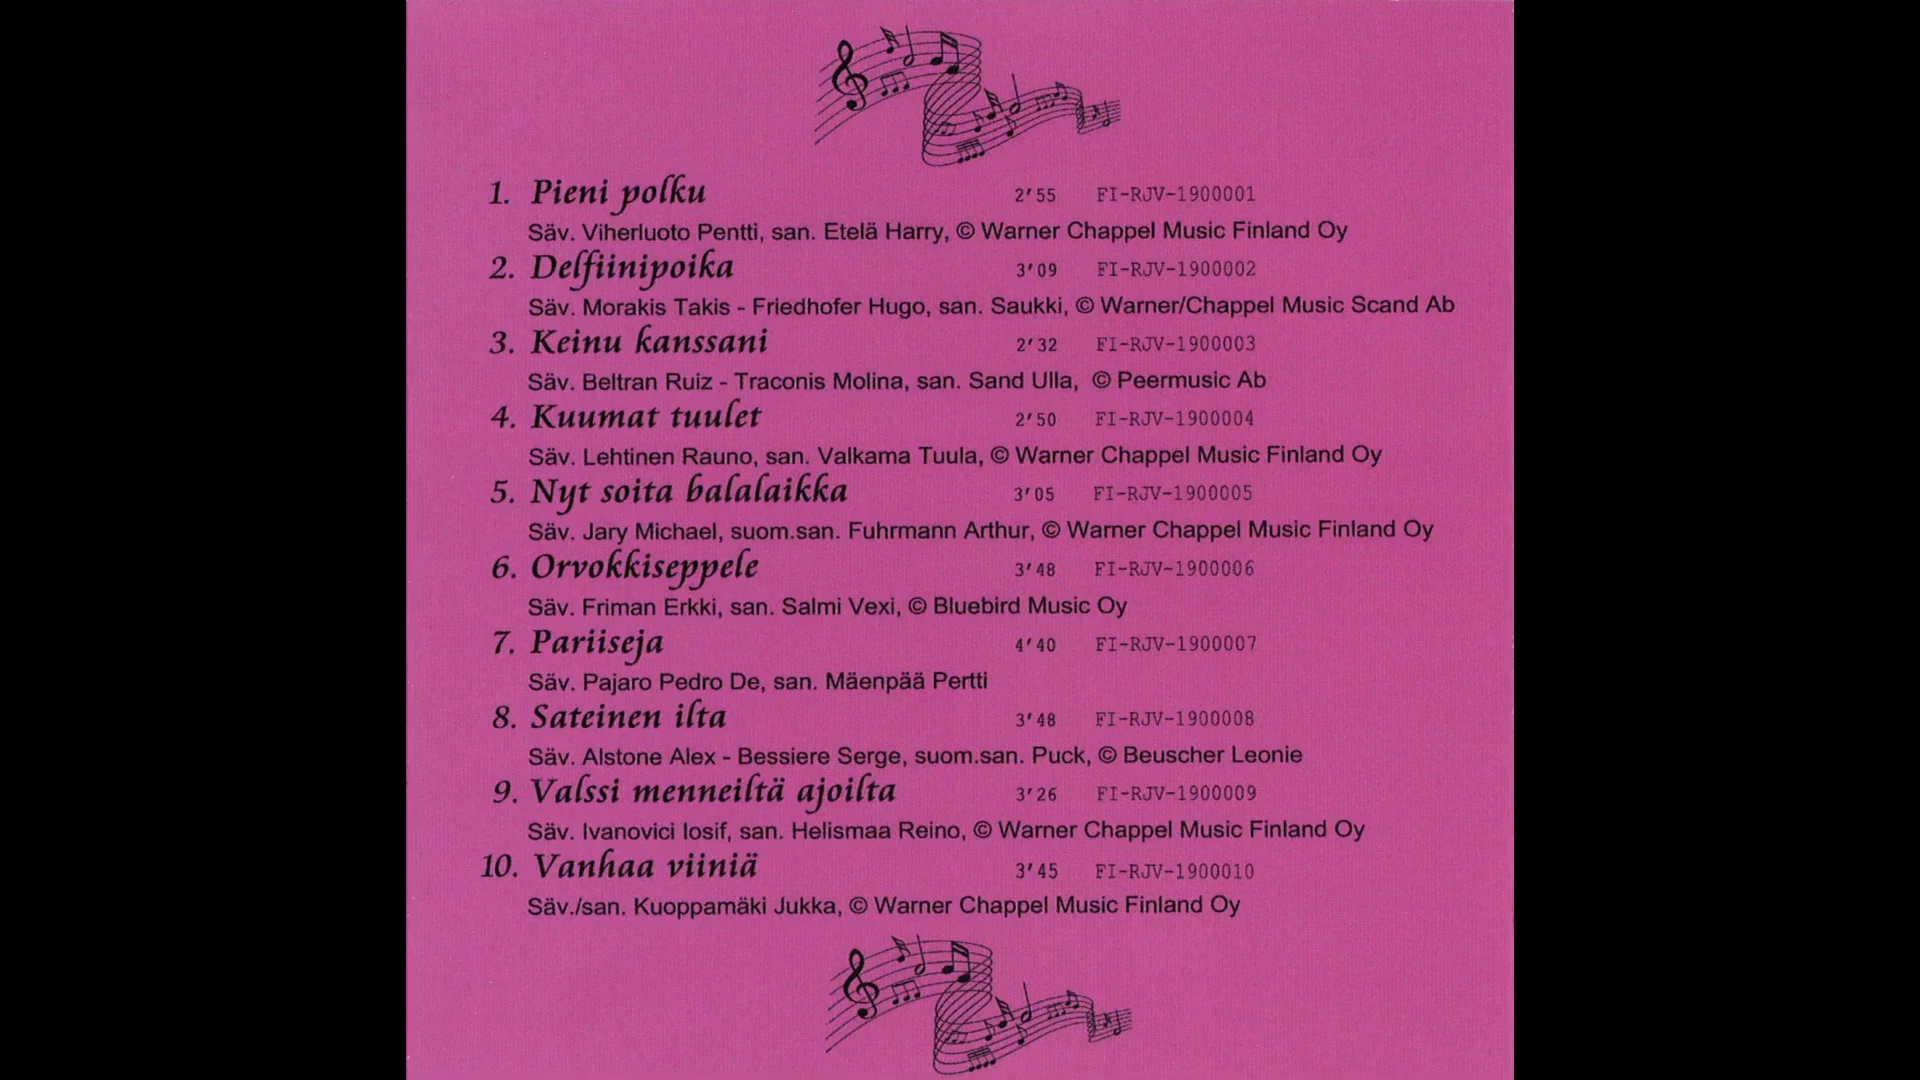 1. Pieni polku 2'55 FI-RJV-1900001
Säv. Viherluoto Pentti, san. Etelä Harry, © Warner Chappel Music Finland Oy
2. Delfiinipoika 3'09 FI-RJV-1900002
Säv. Morakis Takis - Friedhofer Hugo, san. Saukki, © Warner/Chappel Music Scand Ab
3. Keinu kanssani 2'32 FI-RJV-1900003
Säv. Beltran Ruiz - Traconis Molina, san. Sand Ulla, © Peermusic Ab
4. Kuumat tuulet 2'50 FI-RJV-1900004
Säv. Lehtinen Rauno, san. Valkama Tuula, © Warner Chappel Music Finland Oy
5. Nyt soita balalaikka 3'05 FI-RJV-1900005
Säv. Jary Michael, suom.san. Fuhrmann Arthur, © Warner Chappel Music Finland Oy
6. Orvokkiseppele 3'48 FI-RJV-1900006
Säv. Friman Erkki, san. Salmi Vexi, © Bluebird Music Oy
7. Pariiseja 4'40 FI-RJV-1900007
Säv. Pajaro Pedro De, san. Mäenpää Pertti
8. Sateinen ilta 3'48 FI-RJV-1900008
Säv. Alstone Alex - Bessiere Serge, suom.san. Puck, © Beuscher Leonie
9. Valssi menneiltä ajoilta 3'26 FI-RJV-1900009
Säv. Ivanovici Iosif, san. Helismaa Reino, © Warner Chappel Music Finland Oy
10. Vanhaa viiniä 3'45 FI-RJV-1900010
Säv./san. Kuoppamäki Jukka, © Warner Chappel Music Finland Oy